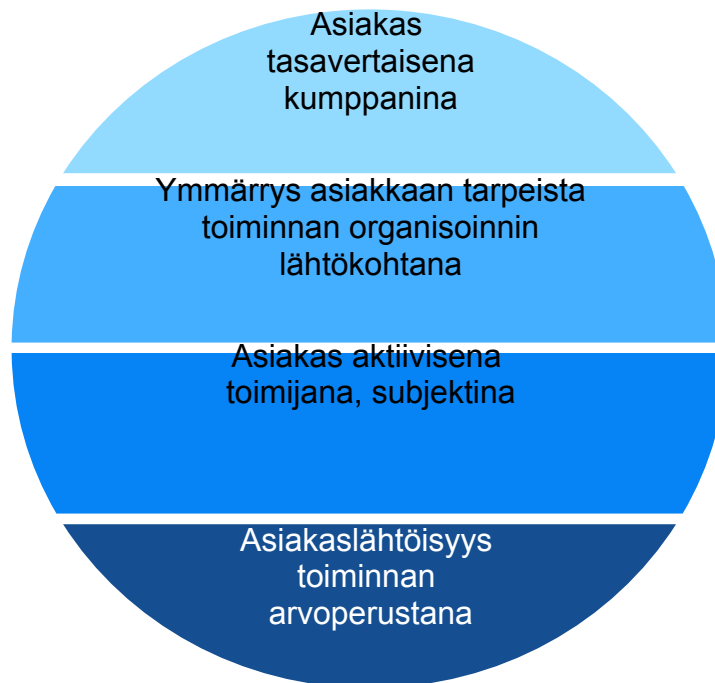 Asiakas
tasavertaisena
kumppanina
Ymmärrys asiakkaan tarpeista
toiminnan organisoinnin
lähtökohtana
Asiakas aktiivisena
toimijana, subjektina
Asiakaslähtöisyys
toiminnan
arvoperustana